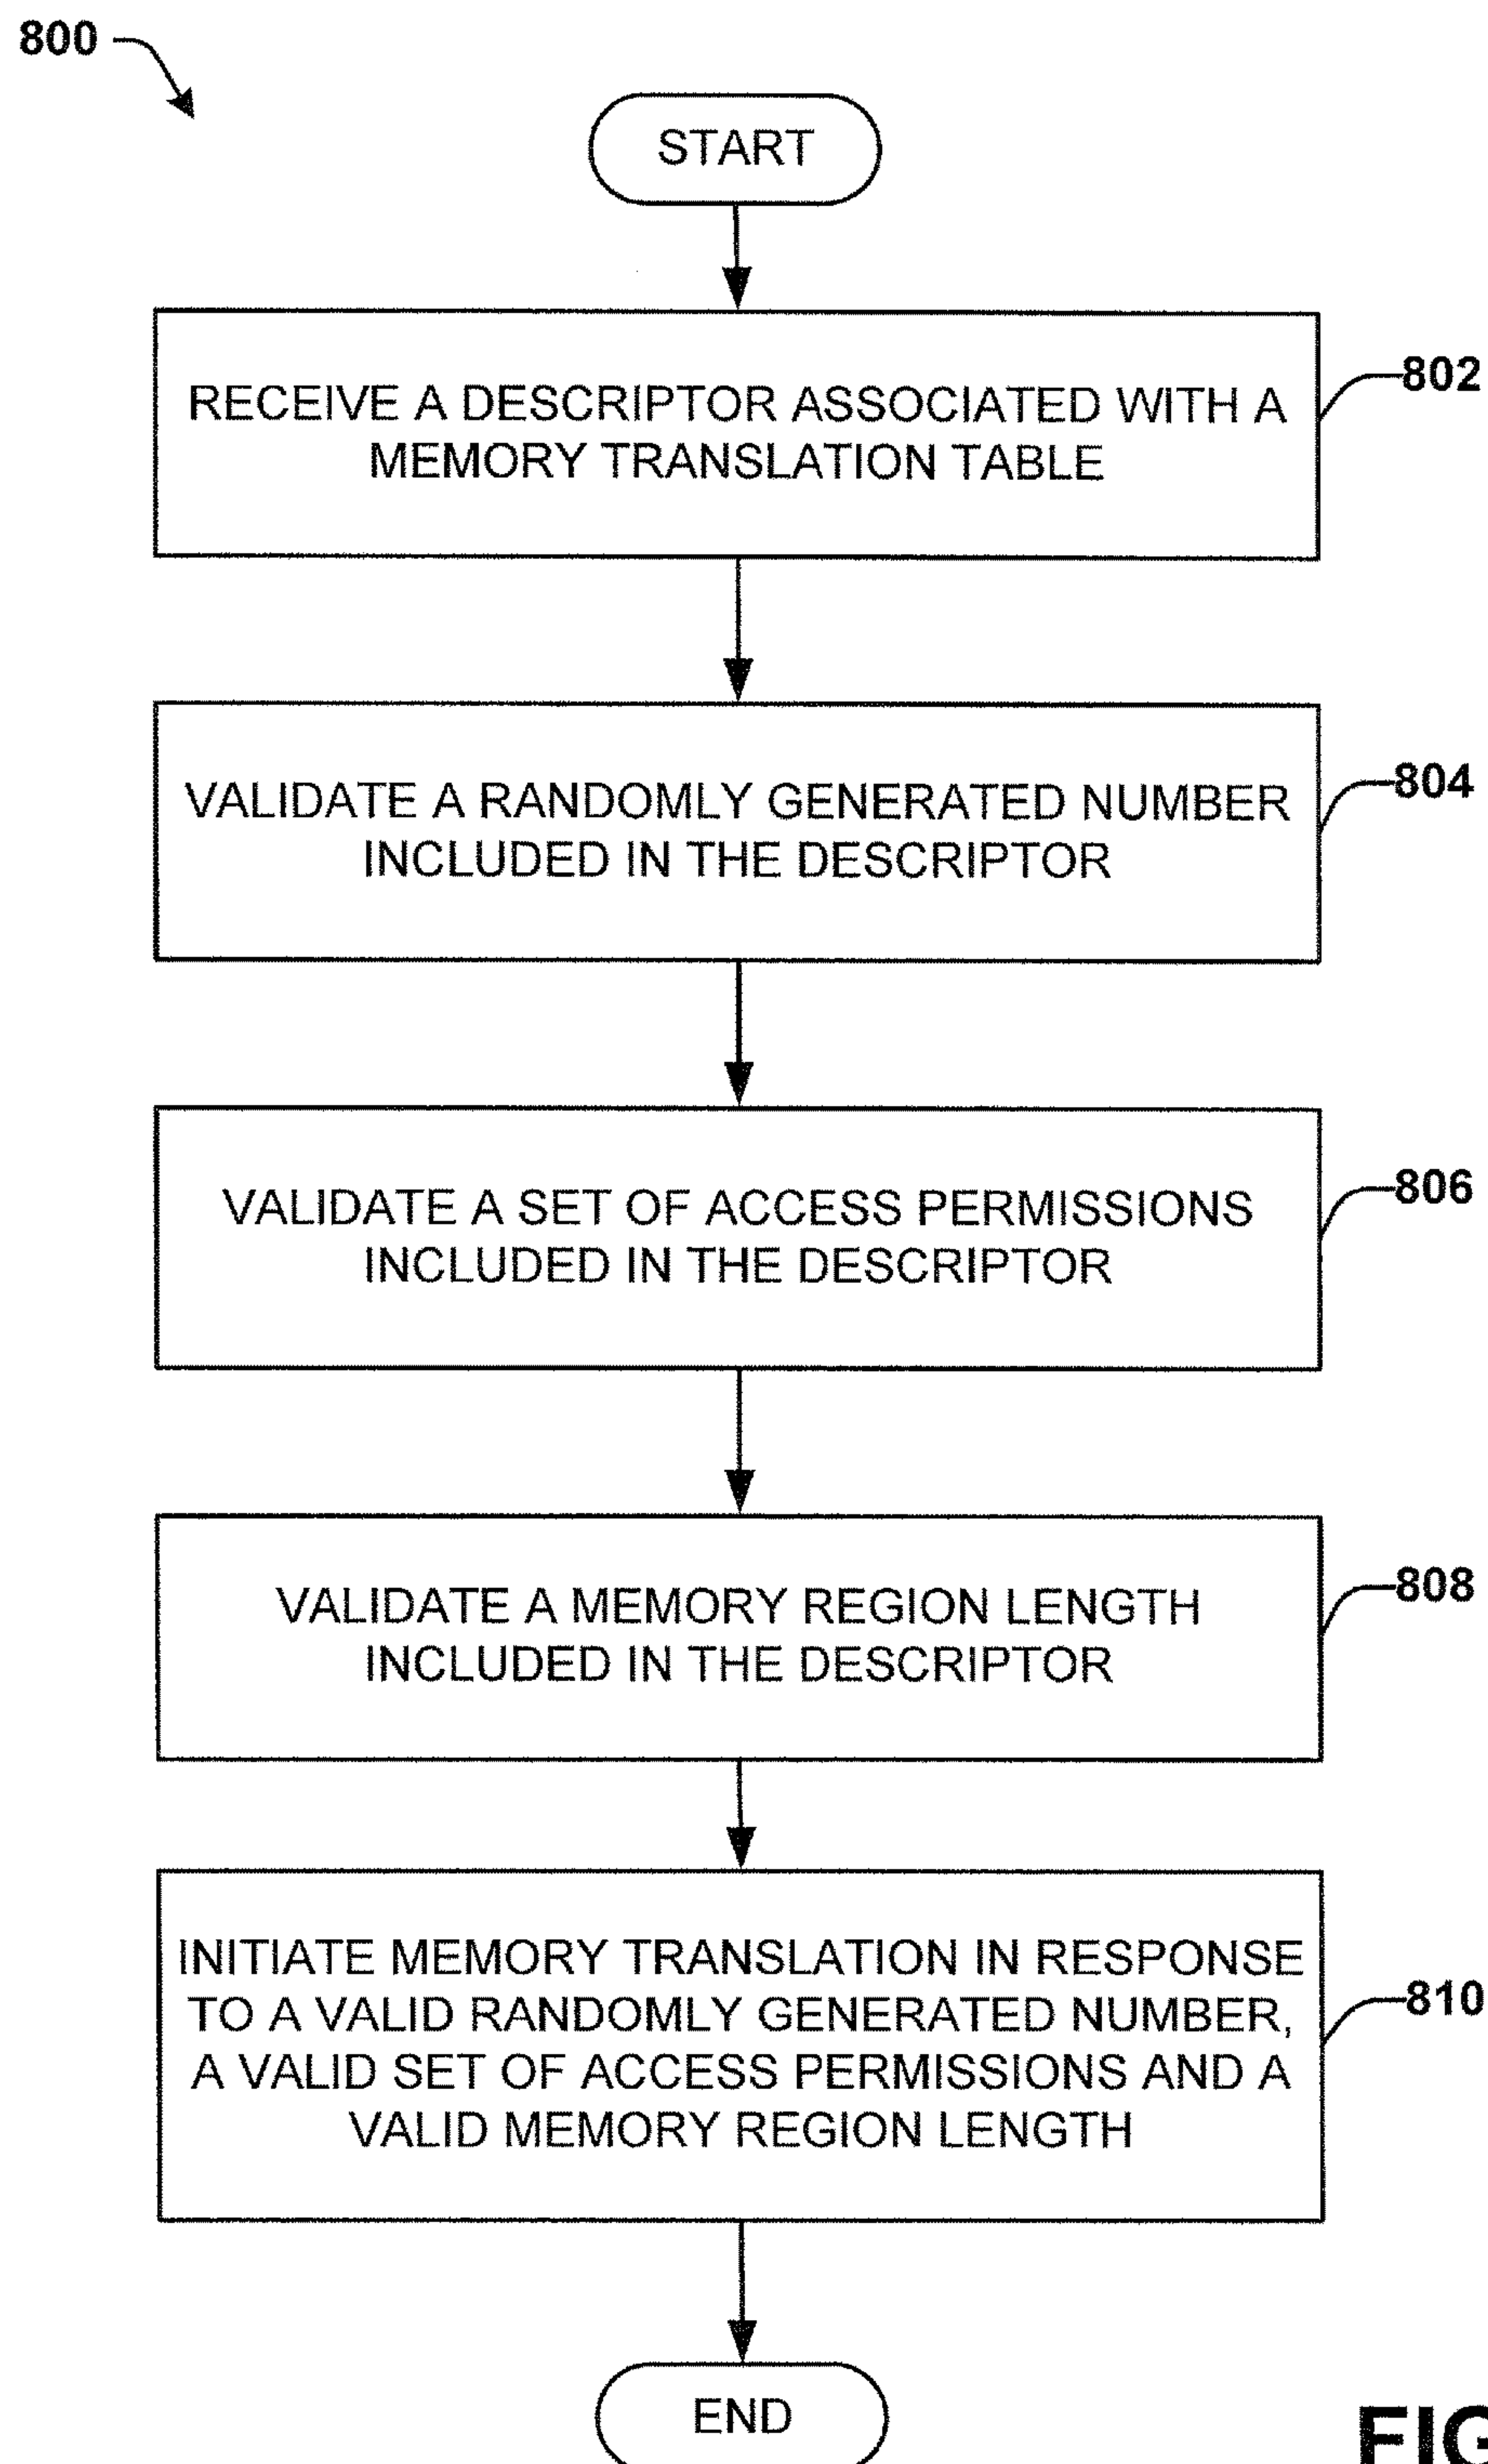 800
START
RECEIVE A DESCRIPTOR ASSOCIATED WITH A
MEMORY TRANSLATION TABLE
802
VALIDATE A RANDOMLY GENERATED NUMBER
INCLUDED IN THE DESCRIPTOR
804
VALIDATE A SET OF ACCESS PERMISSIONS
INCLUDED IN THE DESCRIPTOR
806
VALIDATE A MEMORY REGION LENGTH
INCLUDED IN THE DESCRIPTOR
808
INITIATE MEMORY TRANSLATION IN RESPONSE
TO A VALID RANDOMLY GENERATED NUMBER,
A VALID SET OF ACCESS PERMISSIONS AND A
VALID MEMORY REGION LENGTH
810
END
FIG